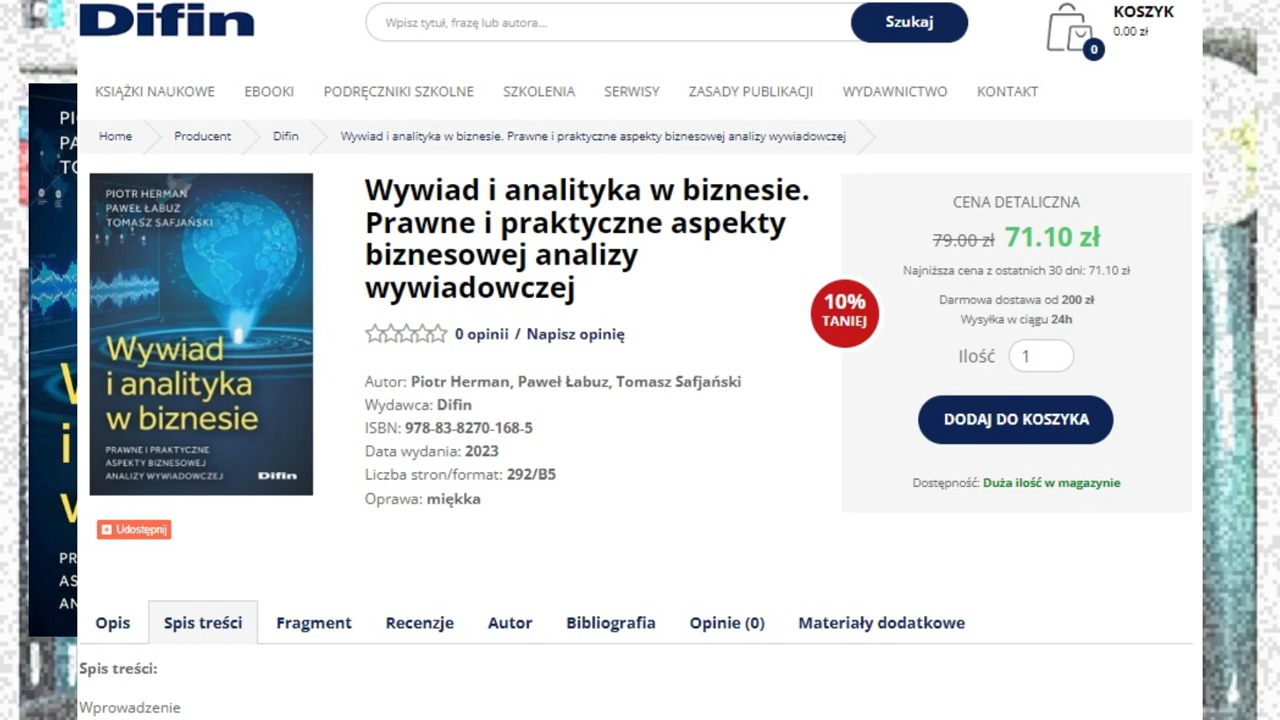 Difin
Wpisz tytuł, frazę lub autora...
Szukaj
KOSZYK
0.00 zł
0
KSIĄŻKI NAUKOWE EBOOKI PODRĘCZNIKI SZKOLNE SZKOLENIA SERWISY ZASADY PUBLIKACJI WYDAWNICTWO KONTAKT
Home Producent Difin Wywiad i analityka w biznesie. Prawne i praktyczne aspekty biznesowej analizy wywiadowczej
PIOTR HERMAN
PAWEŁ ŁABUZ
TOMASZ SAFJAŃSKI
Wywiad
i analityka
w biznesie
PRAWNE I PRAKTYCZNE
ASPEKTY BIZNESOWEJ
ANALIZY WYWIADOWCZEJ
Difin
Udostępnij
Wywiad i analityka w biznesie.
Prawne i praktyczne aspekty
biznesowej analizy
wywiadowczej
0 opinii / Napisz opinię
Autor: Piotr Herman, Paweł Łabuz, Tomasz Safjański
Wydawca: Difin
ISBN: 978-83-8270-168-5
Data wydania: 2023
Liczba stron/format: 292/B5
Oprawa: miękka
10%
TANIEJ
CENA DETALICZNA
79.00 zł 71.10 zł
Najniższa cena z ostatnich 30 dni: 71.10 zł
Darmowa dostawa od 200 zł
Wysyłka w ciągu 24h
Ilość 1
DODAJ DO KOSZYKA
Dostępność: Duża ilość w magazynie
Opis Spis treści Fragment Recenzje Autor Bibliografia Opinie (0) Materiały dodatkowe
Spis treści:
Wprowadzenie